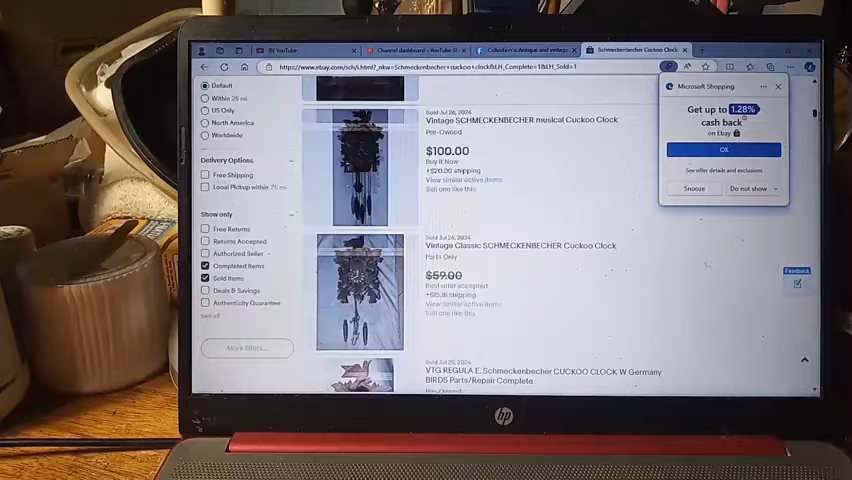 YouTube
Channel dashboard - YouTube St
Collection's! Antique and vintage
Schmeckenbecher Cuckoo Clock
https://www.ebay.com/sch/i.html?_nkw=Schmeckenbecher+cuckoo+clock&LH_Complete=1&LH_Sold=1
Default
Within 25 mi
US Only
North America
Worldwide
Delivery Options
Free Shipping
Local Pickup within 25 mi
Show only
Free Returns
Returns Accepted
Authorized Seller
Completed Items
Sold Items
Deals & Savings
Authenticity Guarantee
See all
More filters...
Sold Jul 26, 2024
Vintage SCHMECKENBECHER musical Cuckoo Clock
Pre-Owned
$100.00
Buy It Now
+$20.00 shipping
View similar active items
Sell one like this
Sold Jul 26, 2024
Vintage Classic SCHMECKENBECHER Cuckoo Clock
Parts Only
$59.00
Best offer accepted
shipping
View similar active items
Sell one like this
Sold Jul 25, 2024
VTG REGULA E. Schmeckenbecher CUCKOO CLOCK W Germany
BIRDS Parts/Repair Complete
Pre-Owned
Microsoft Shopping
Get up to 1.28%
cash back
on Ebay
OK
See offer details and exclusions
Snooze
Do not show
Feedback
hp